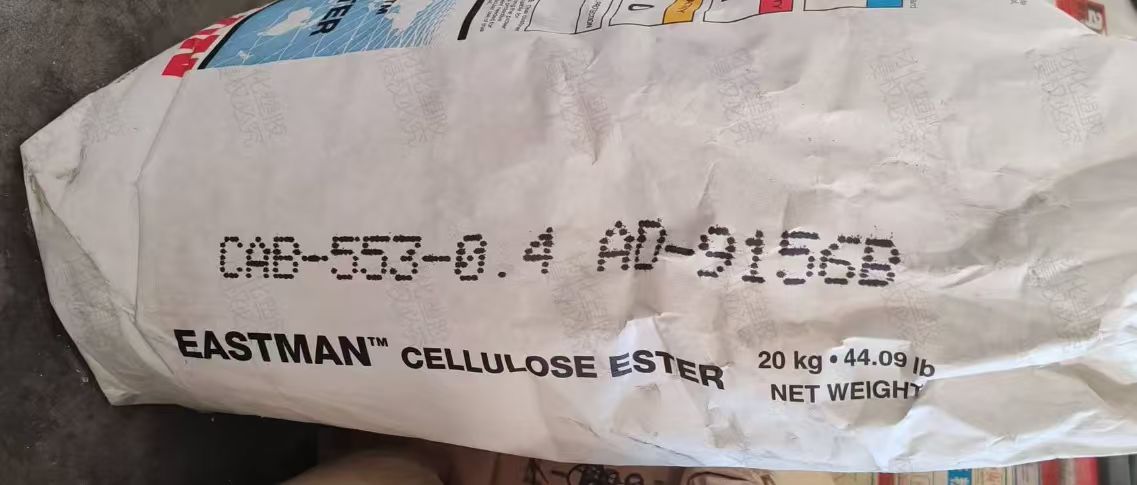 CAB-553-0.4 AD-9156B
EASTMAN™ CELLULOSE ESTER
20 kg • 44.09 lb
NET WEIGHT